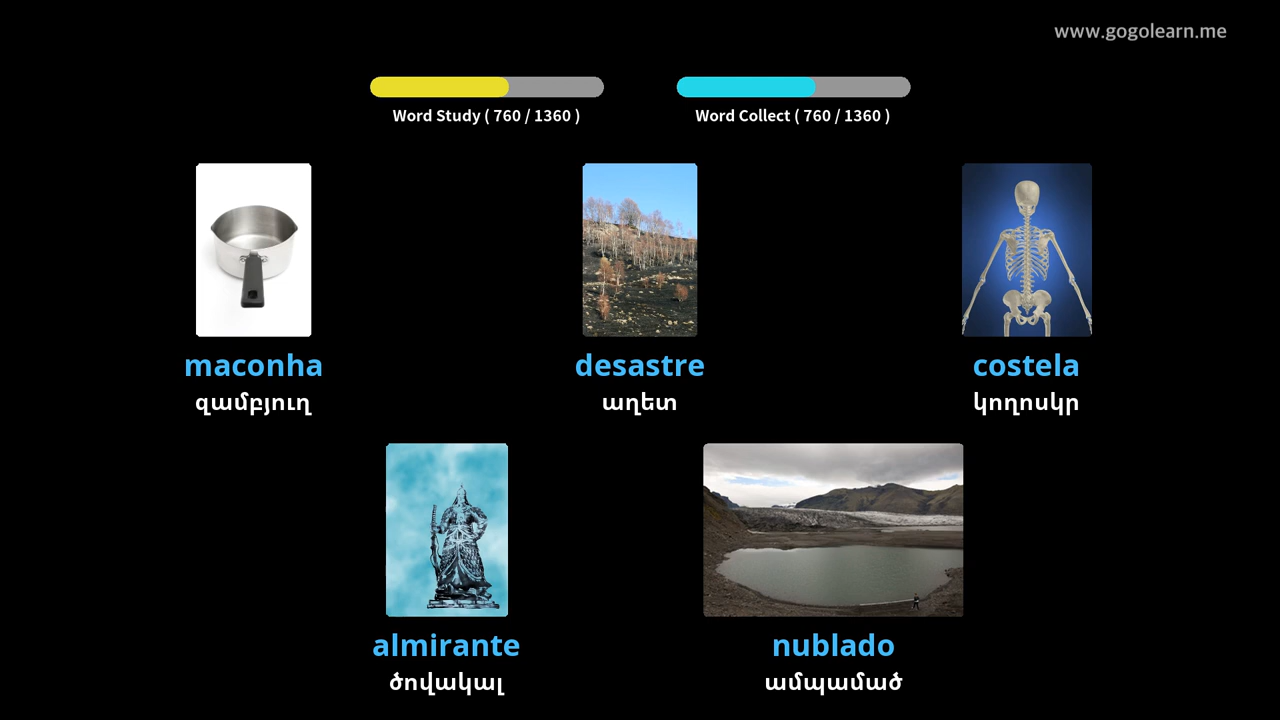 www.gogolearn.me
Word Study ( 760 / 1360 )
Word Collect ( 760 / 1360 )
maconha
զամբյուղ
desastre
աղետ
costela
կողոսկր
almirante
ծովակալ
nublado
ամպամած